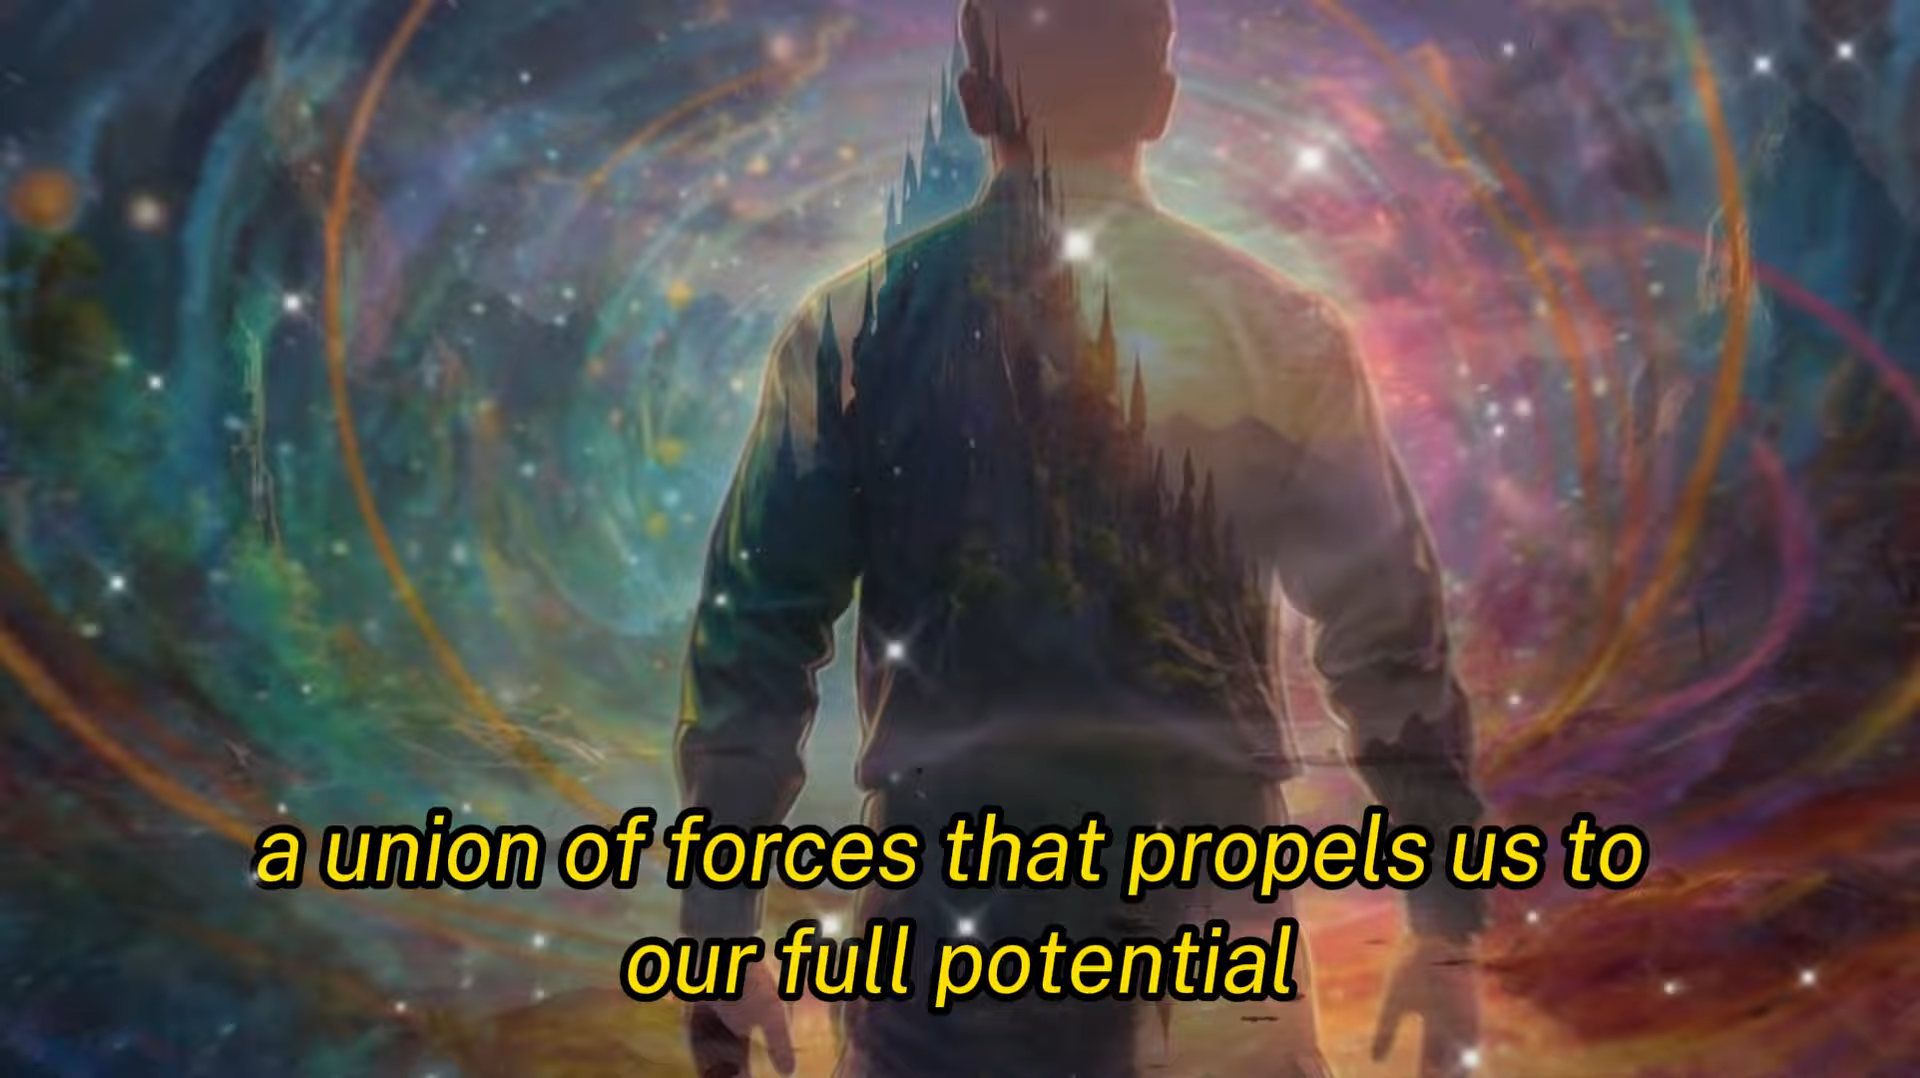 a union of forces that propels us to
our full potential